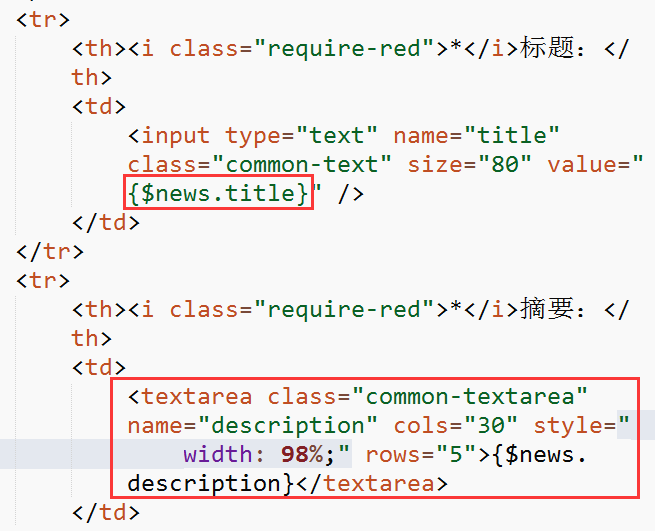 <tr>
<th><i class="require-red">*</i>标题：</
th>
<td>
<input type="text" name="title"
class="common-text" size="80" value="
{$news.title}" />
</td>
</tr>
<tr>
<th><i class="require-red">*</i>摘要：</
th>
<td>
<textarea class="common-textarea"
name="description" cols="30" style="
width: 98%;" rows="5">{$news.
description}</textarea>
</td>